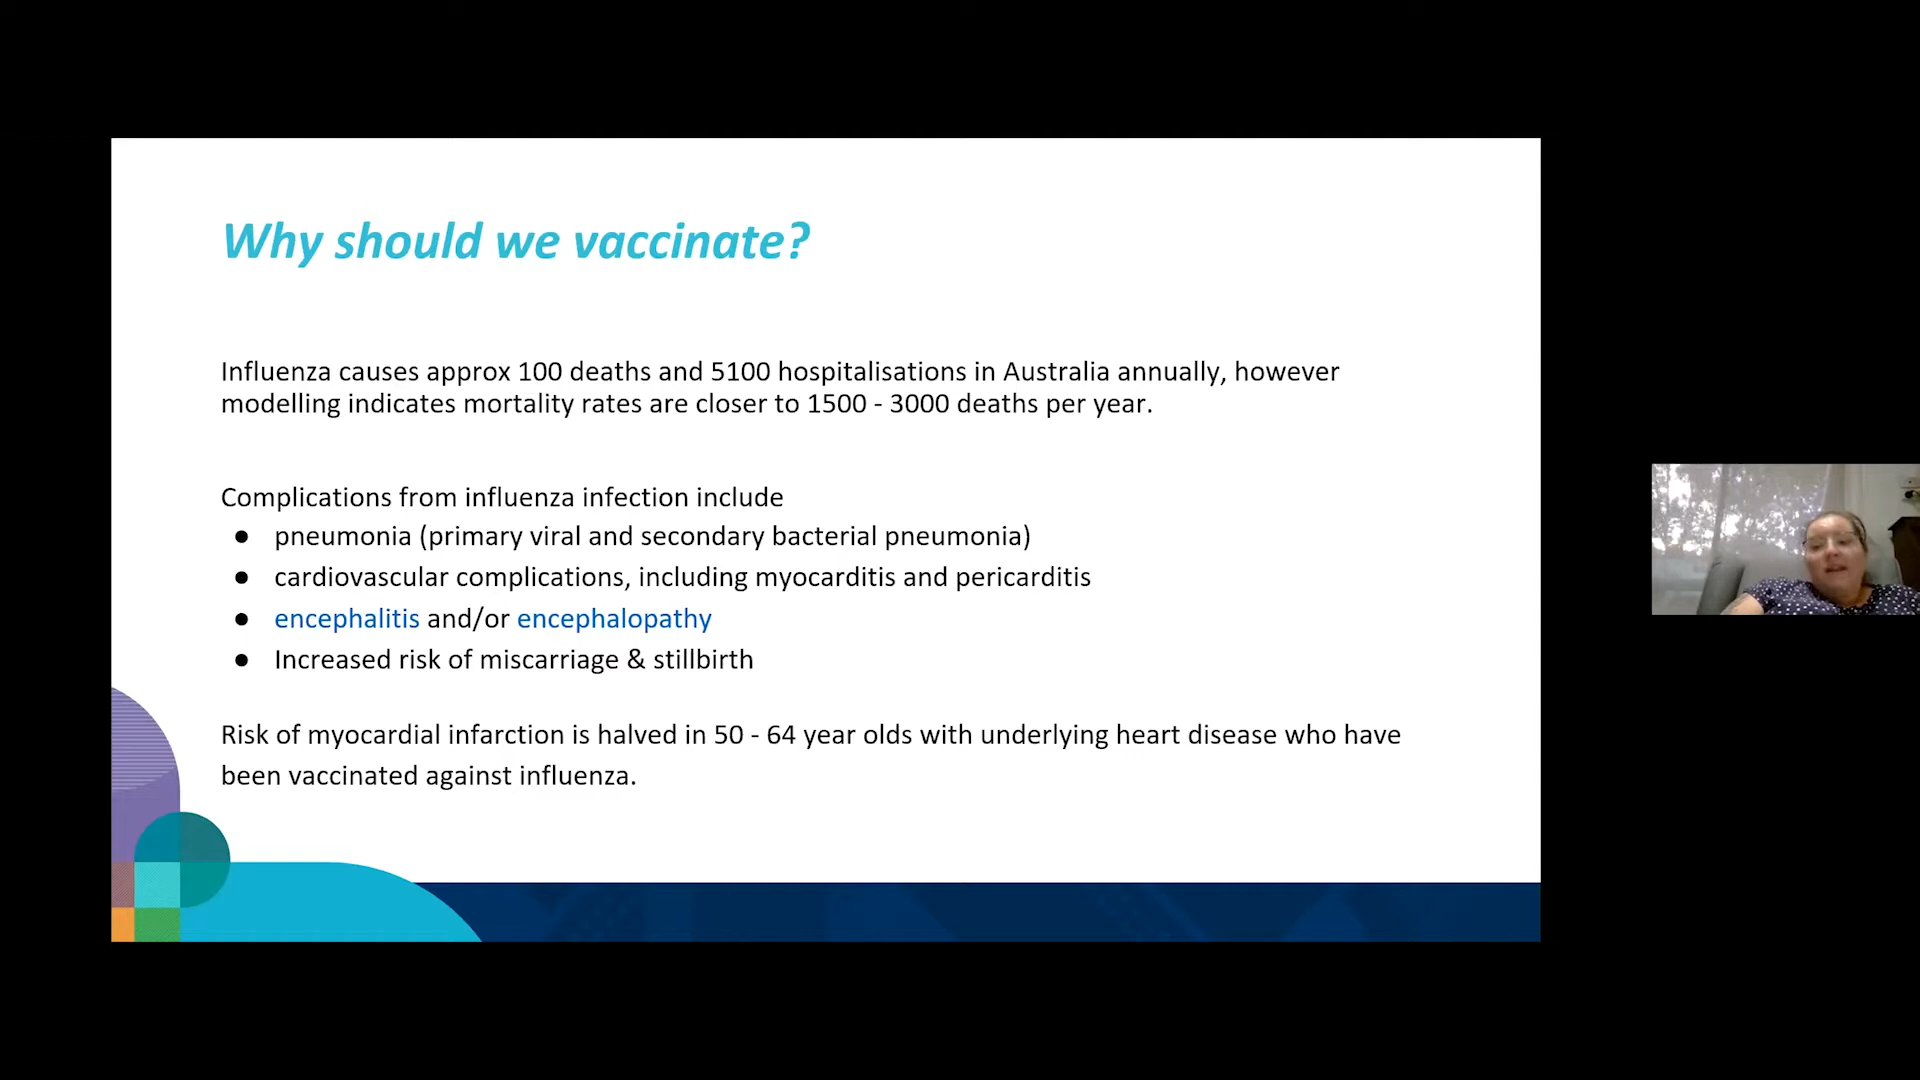 Why should we vaccinate?
Influenza causes approx 100 deaths and 5100 hospitalisations in Australia annually, however
modelling indicates mortality rates are closer to 1500 - 3000 deaths per year.
Complications from influenza infection include
● pneumonia (primary viral and secondary bacterial pneumonia)
● cardiovascular complications, including myocarditis and pericarditis
● encephalitis and/or encephalopathy
● Increased risk of miscarriage & stillbirth
Risk of myocardial infarction is halved in 50 - 64 year olds with underlying heart disease who have
been vaccinated against influenza.